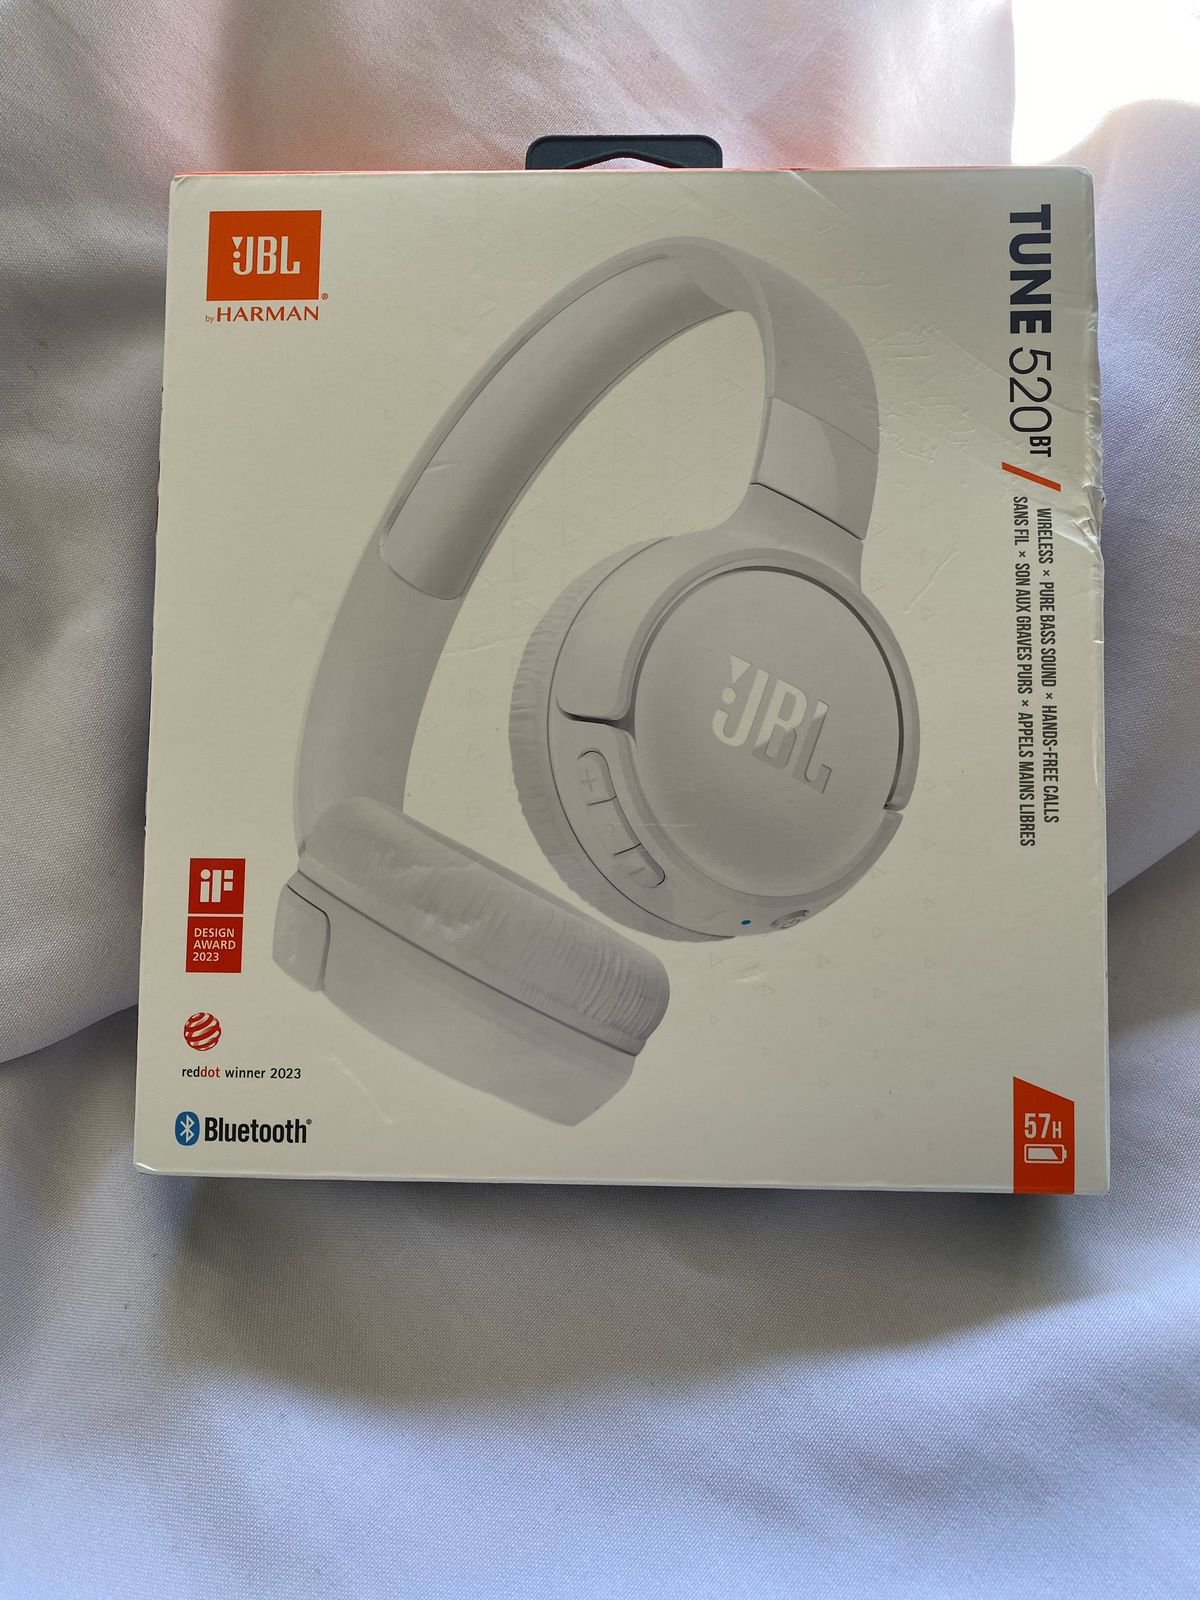 JBL
®
by HARMAN
TUNE 520BT
WIRELESS × PURE BASS SOUND × HANDS-FREE CALLS
SANS FIL × SON AUX GRAVES PURS × APPELS MAINS LIBRES
JBL
iF
DESIGN
AWARD
2023
reddot winner 2023
Bluetooth®
57H